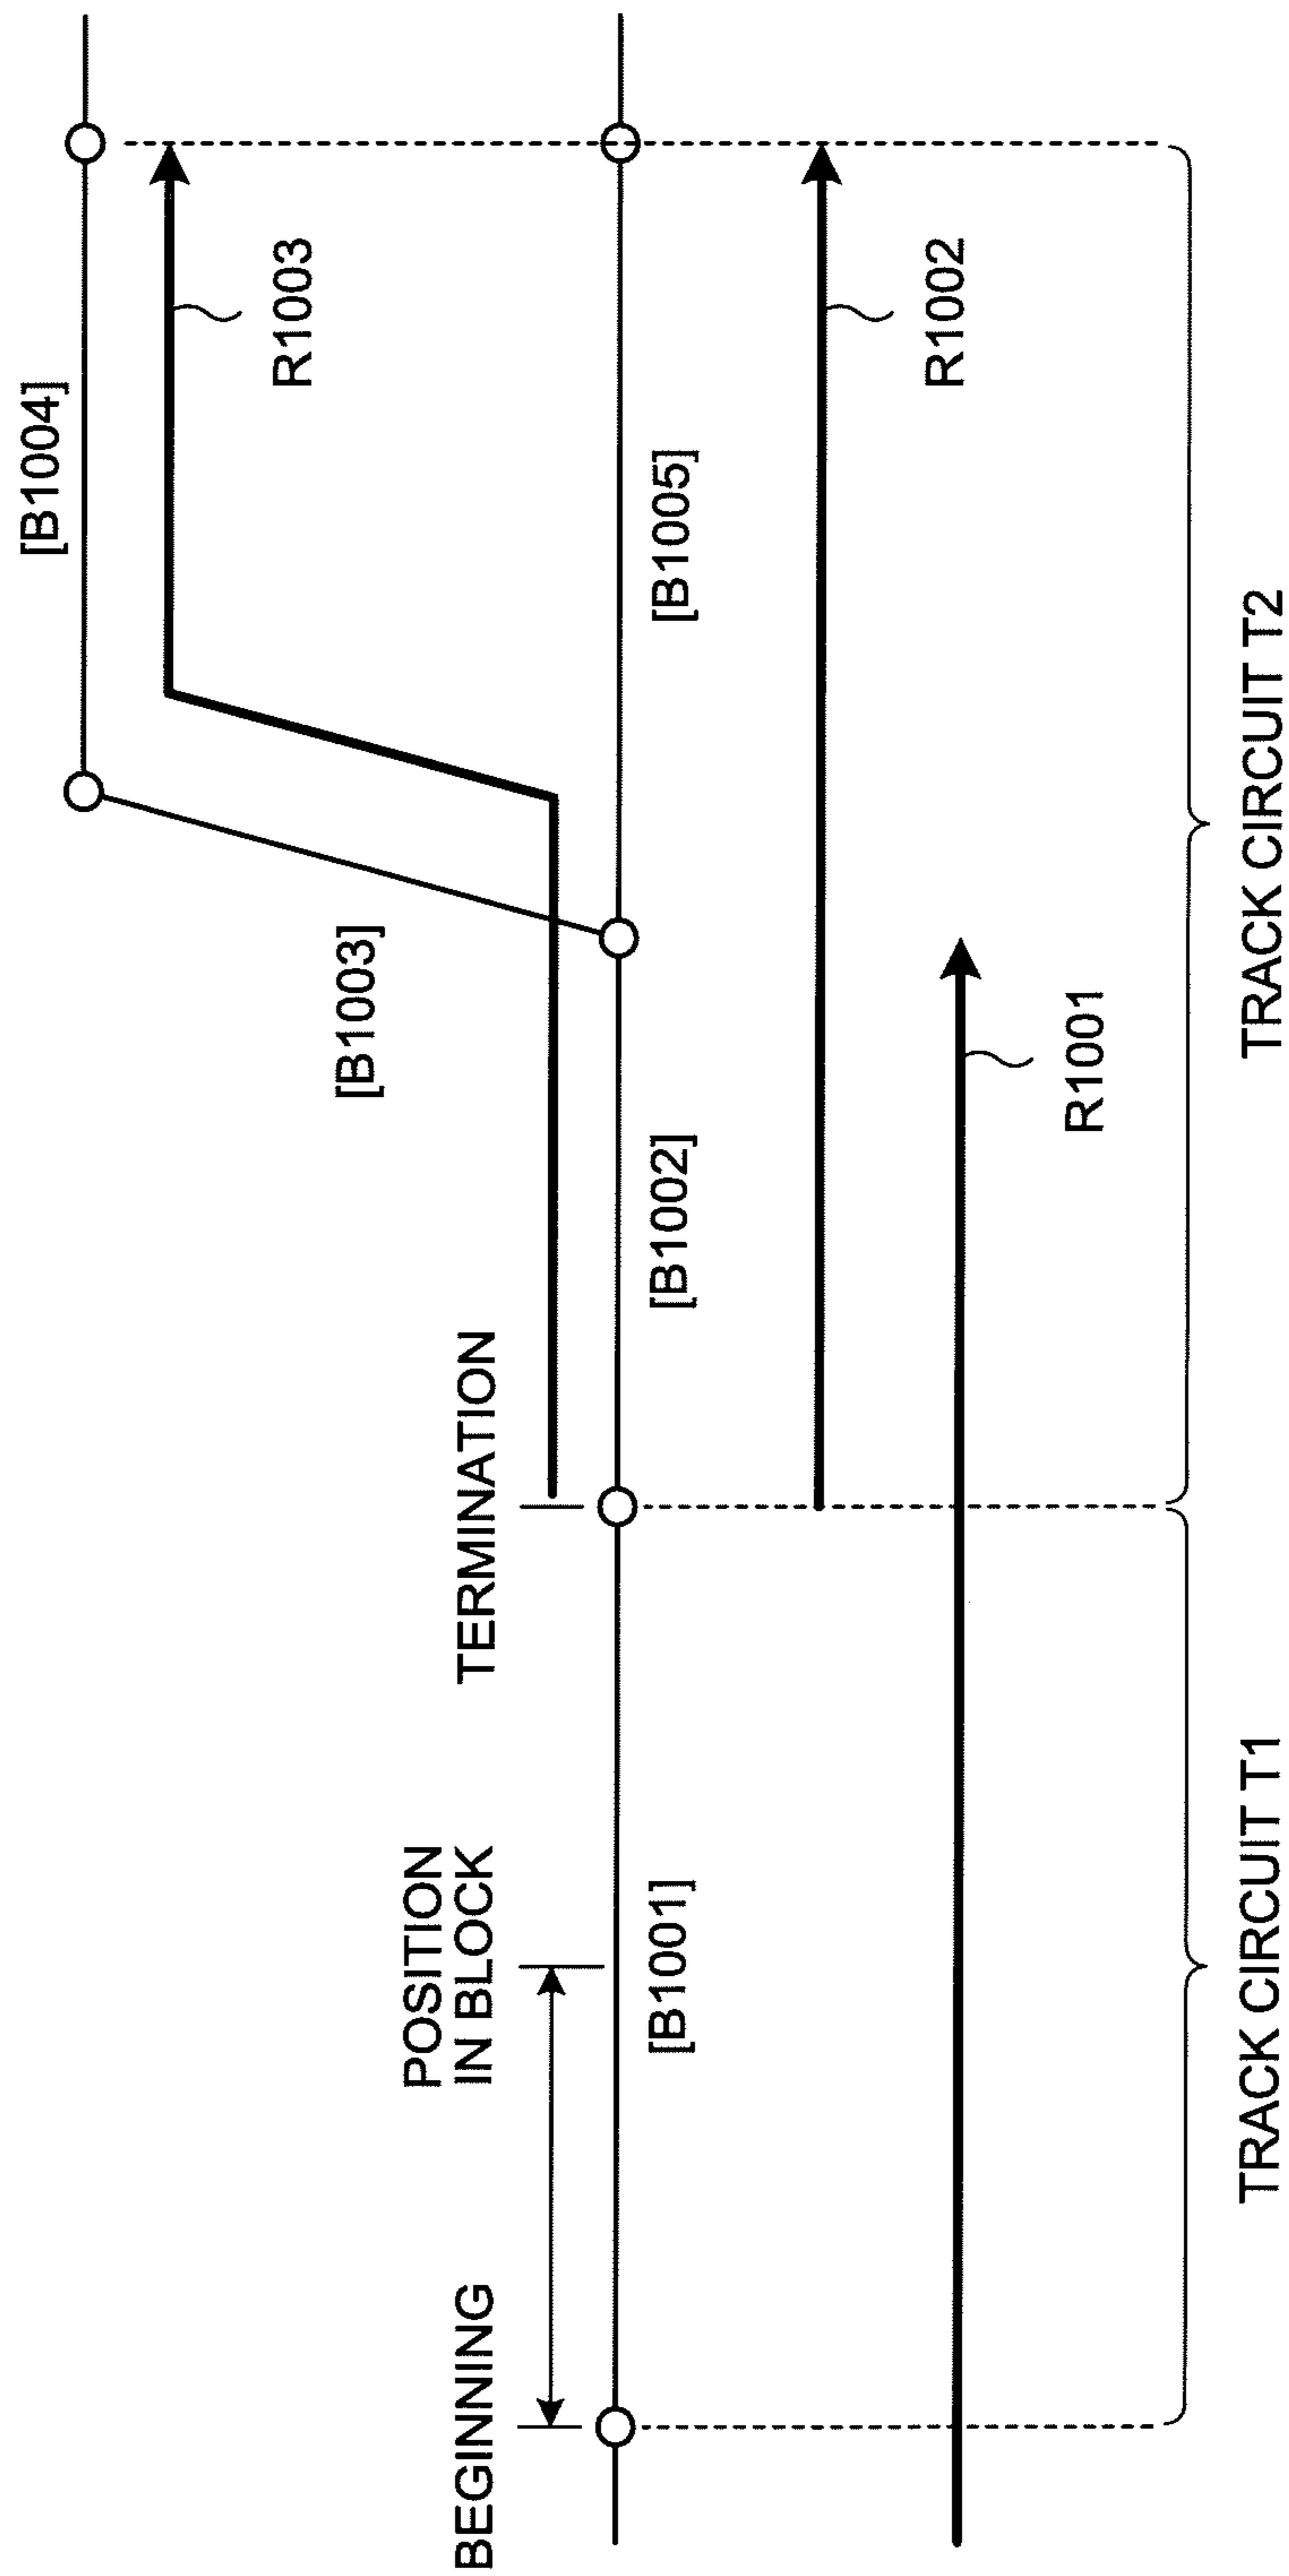 [B1004]
R1003
[B1003]
TERMINATION
POSITION
IN BLOCK
BEGINNING
[B1001]
[B1002]
[B1005]
R1002
R1001
TRACK CIRCUIT T1
TRACK CIRCUIT T2